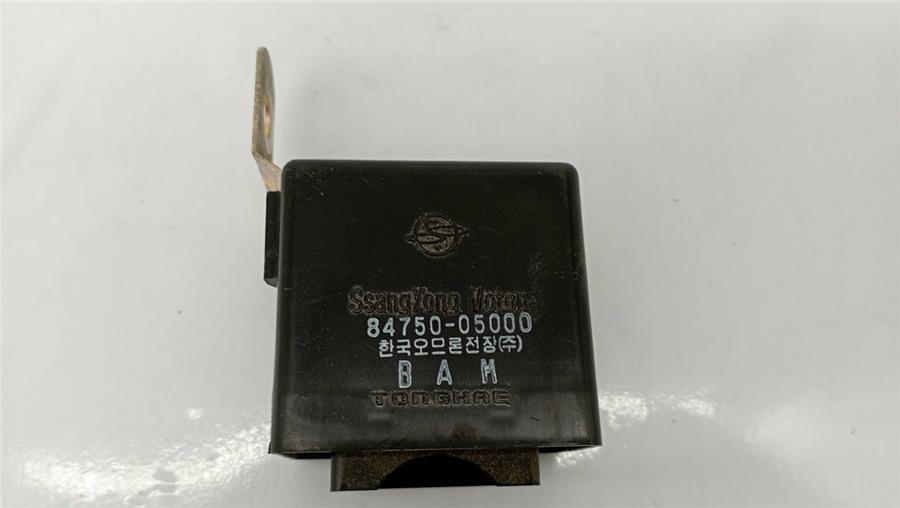 SsangYong Motor
84750-05000
한국오므론전장(주)
B A M
TONGHAE